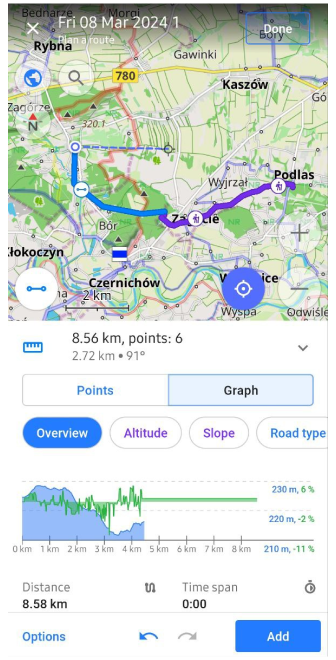 Bednarze
Morgi
Fri 08 Mar 2024 1
Done
Plan a route
Bory
Rybna
Gawinki
780
Kaszów
Zagórze
N
320.1
Wyjrzał
Podlas
Bór
Kłokoczyn
Czernichów
2 km
Wyspa
Odwiśle
8.56 km, points: 6
2.72 km • 91°
Points
Graph
Overview
Altitude
Slope
Road type
230 m, 6 %
220 m, -2 %
0 km 1 km 2 km 3 km 4 km 5 km 6 km 7 km 8 km 210 m, -11 %
Distance
Time span
8.58 km
0:00
Options
Add